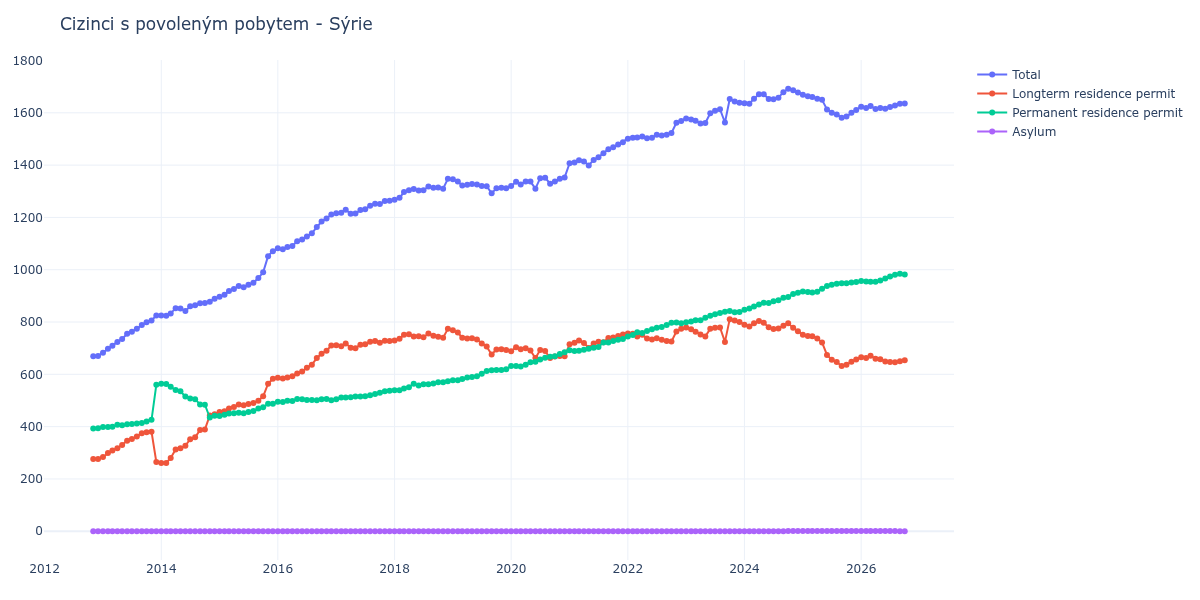 Cizinci s povoleným pobytem - Sýrie
1800
1600
1400
1200
1000
800
600
400
200
0
2012 2014 2016 2018 2020 2022 2024 2026
Total
Longterm residence permit
Permanent residence permit
Asylum